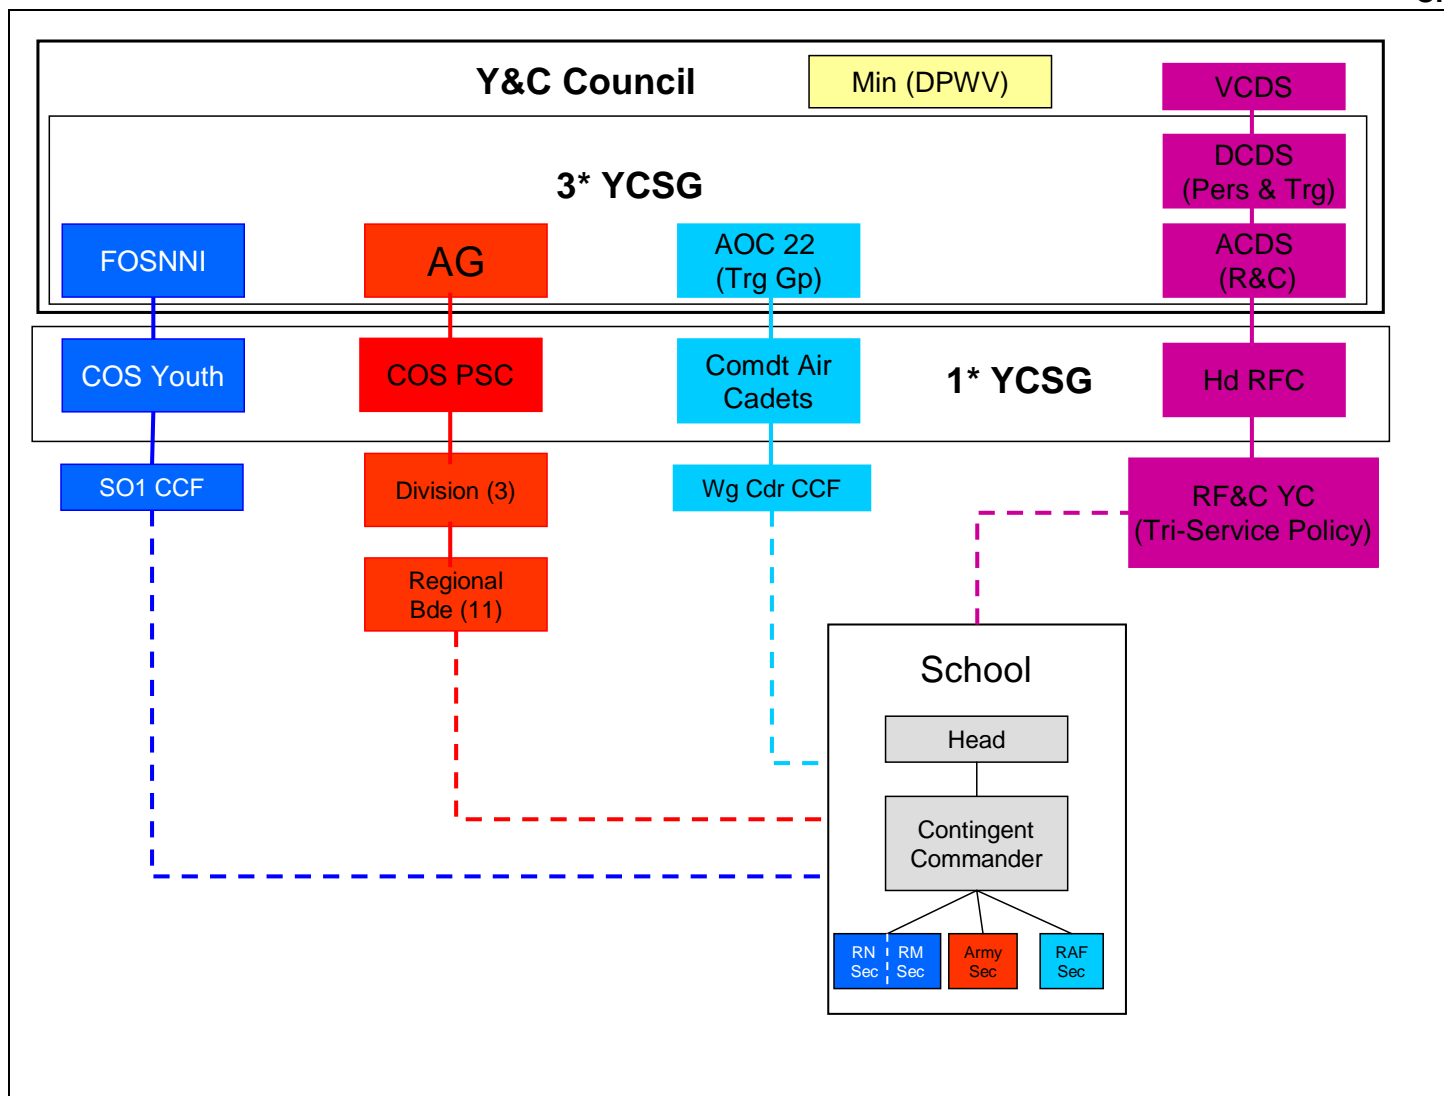 Y&C Council
Min (DPWV)
VCDS
DCDS
(Pers & Trg)
3* YCSG
FOSNNI
AG
AOC 22
(Trg Gp)
ACDS
(R&C)
COS Youth
COS PSC
Comdt Air
Cadets
1* YCSG
Hd RFC
SO1 CCF
Division (3)
Wg Cdr CCF
RF&C YC
(Tri-Service Policy)
Regional
Bde (11)
School
Head
Contingent
Commander
RN
Sec
RM
Sec
Army
Sec
RAF
Sec